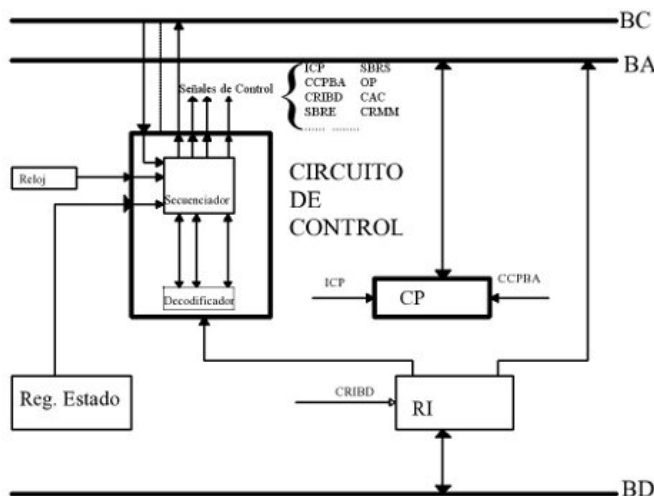 BC
BA
ICP SBRS
CCPBA OP
Señales de Control
CRIBD CAC
SBRE CRMM
...... ........
Reloj
Secuenciador
Decodificador
CIRCUITO
DE
CONTROL
ICP
CP
CCPBA
Reg. Estado
CRIBD
RI
BD